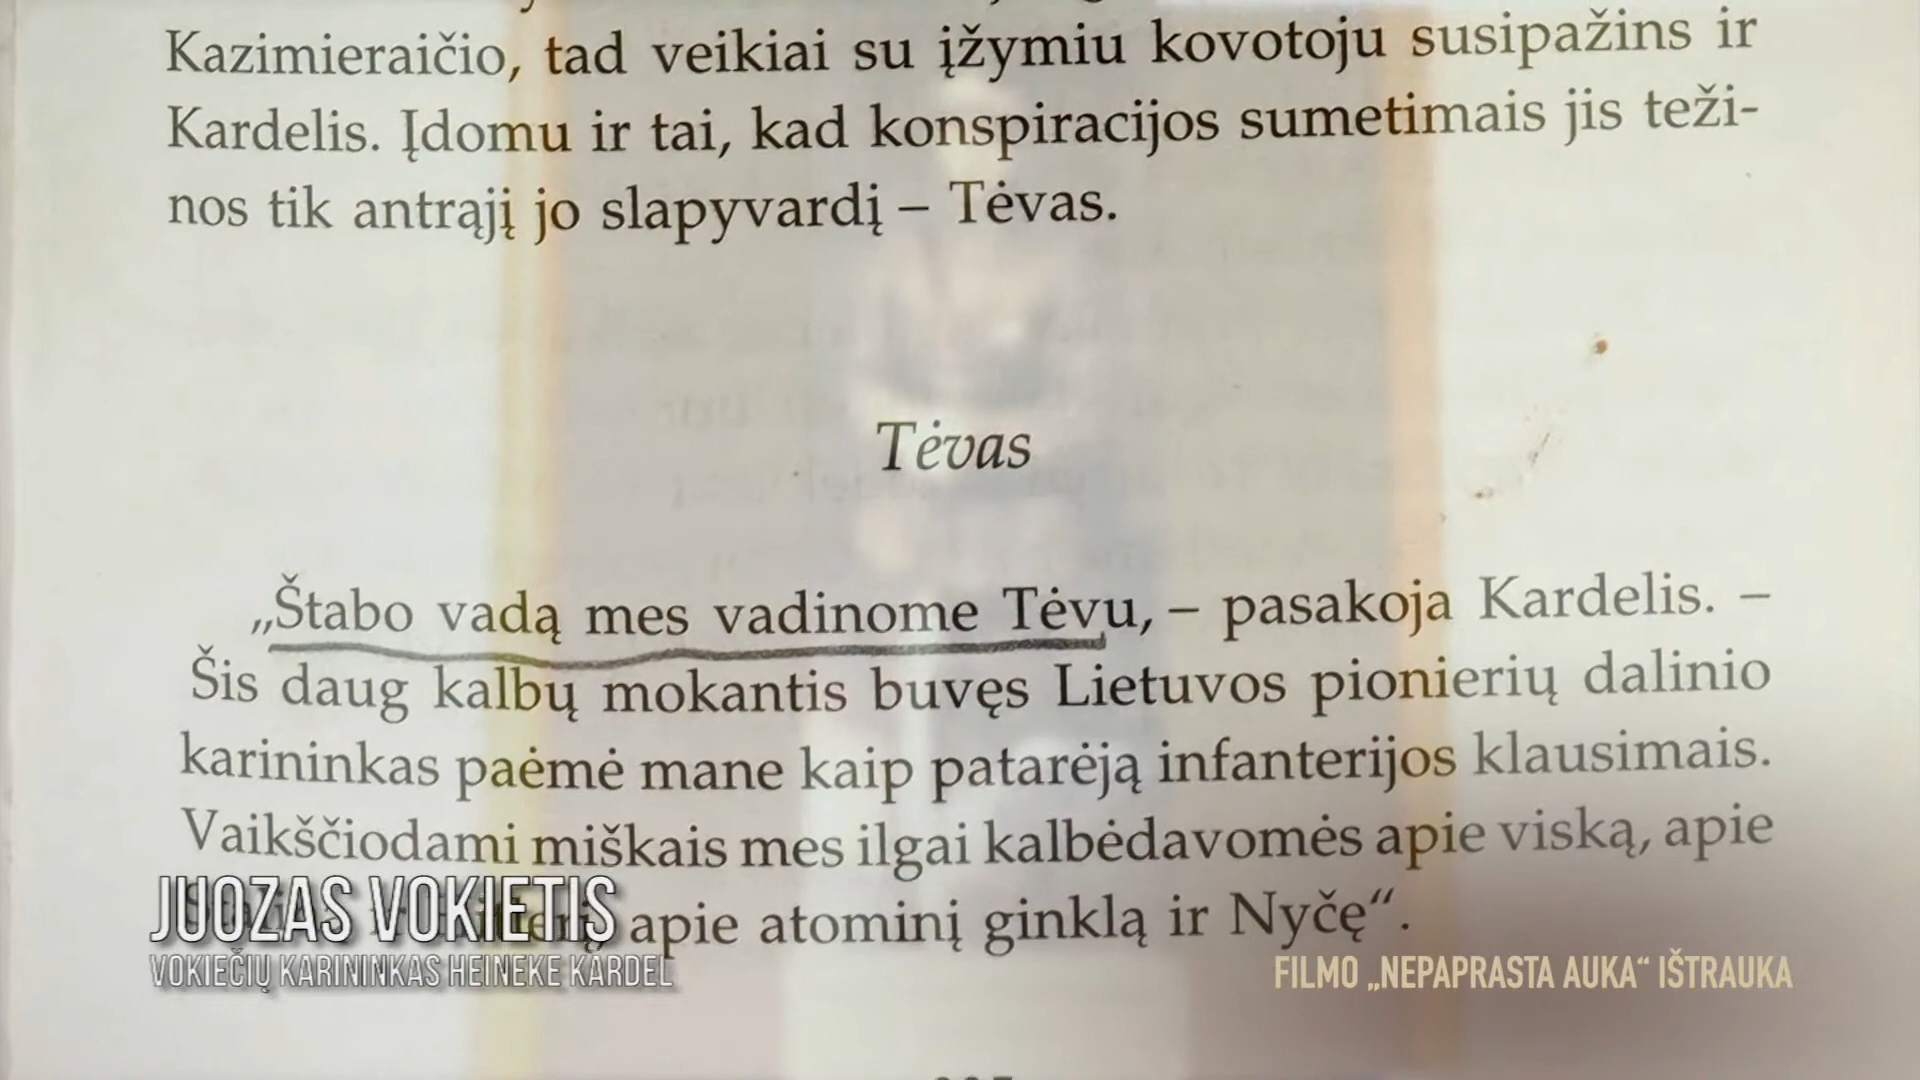 Kazimieraičio, tad veikiai su įžymiu kovotoju susipažins ir
Kardelis. Įdomu ir tai, kad konspiracijos sumetimais jis teži-
nos tik antrąjį jo slapyvardį – Tėvas.
Tėvas
„Štabo vadą mes vadinome Tėvu, – pasakoja Kardelis. –
Šis daug kalbų mokantis buvęs Lietuvos pionierių dalinio
karininkas paėmė mane kaip patarėją infanterijos klausimais.
Vaikščiodami miškais mes ilgai kalbėdavomės apie viską, apie
apie atominį ginklą ir Nyčę“.
JUOZAS VOKIETIS
VOKIEČIŲ KARININKAS HEINEKE KARDEL
FILMO „NEPAPRASTA AUKA“ IŠTRAUKA